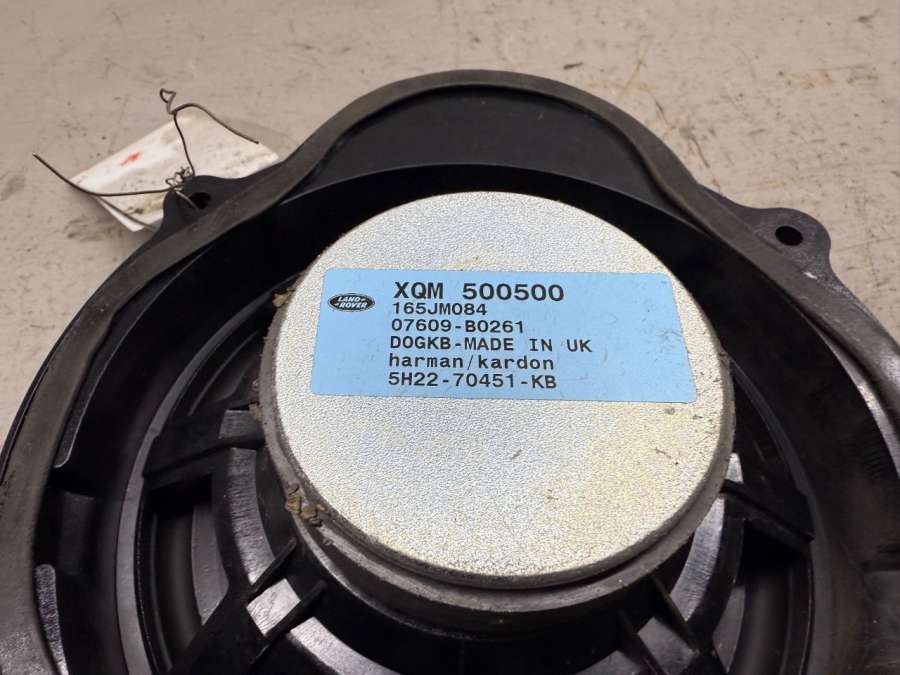 LAND-
ROVER
XQM 500500
165JM084
07609-B0261
DOGKB-MADE IN UK
harman/kardon
5H22-70451-KB